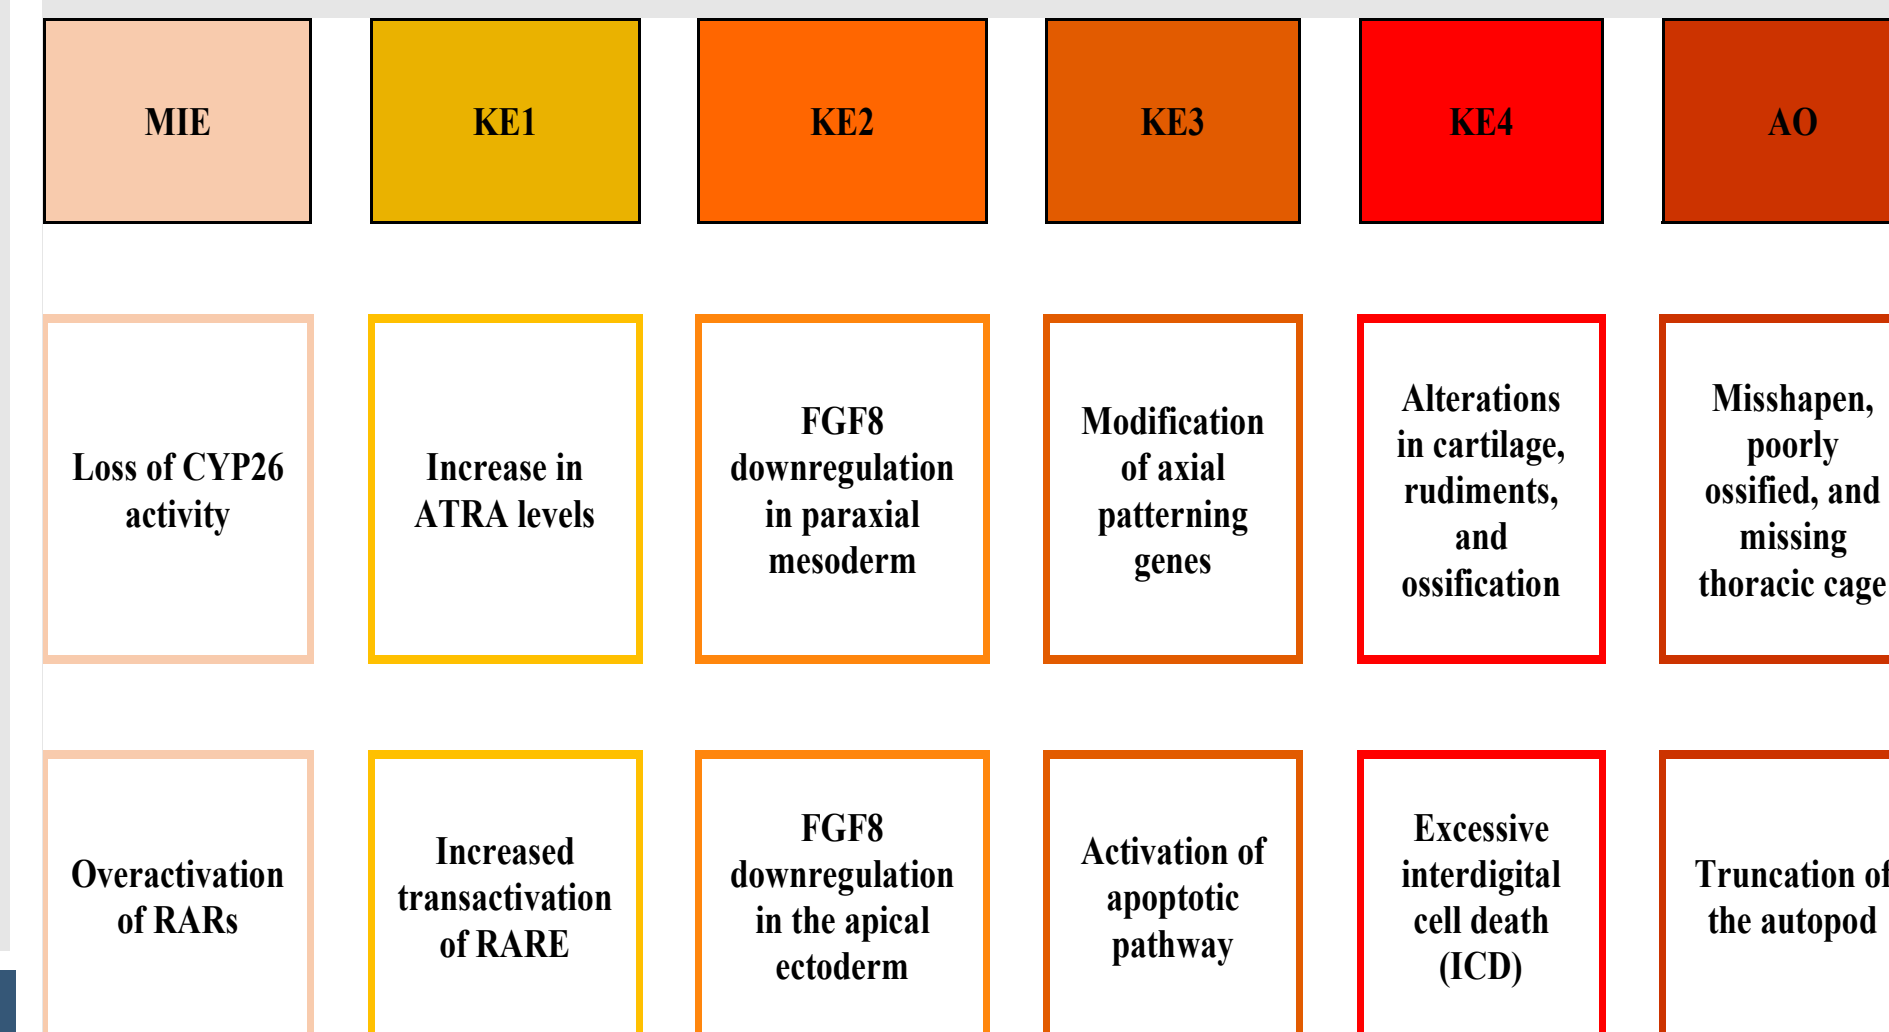 MIE
KE1
KE2
KE3
KE4
AO
Loss of CYP26
activity
Increase in
ATRA levels
FGF8
downregulation
in paraxial
mesoderm
Modification
of axial
patterning
genes
Alterations
in cartilage,
rudiments,
and
ossification
Misshapen,
poorly
ossified, and
missing
thoracic cage
Overactivation
of RARs
Increased
transactivation
of RARE
FGF8
downregulation
in the apical
ectoderm
Activation of
apoptotic
pathway
Excessive
interdigital
cell death
(ICD)
Truncation of
the autopod